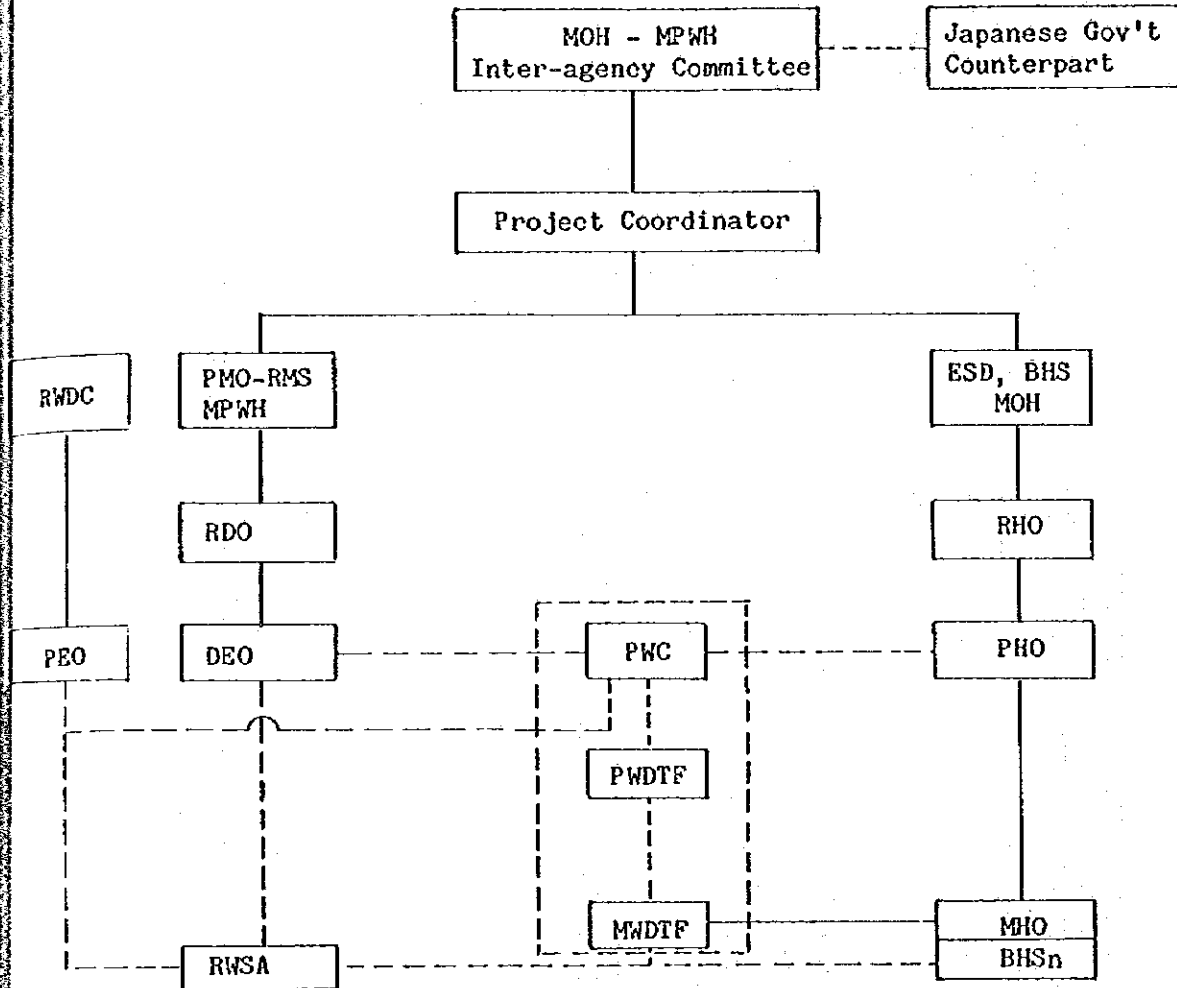 MOH - MPWH
Inter-agency Committee
Japanese Gov't
Counterpart
Project Coordinator
RWDC
PMO-RMS
MPWH
ESD, BHS
MOH
RDO
RHO
PEO
DEO
PWC
PHO
PWDTF
MWDTF
MHO
BHSn
RWSA